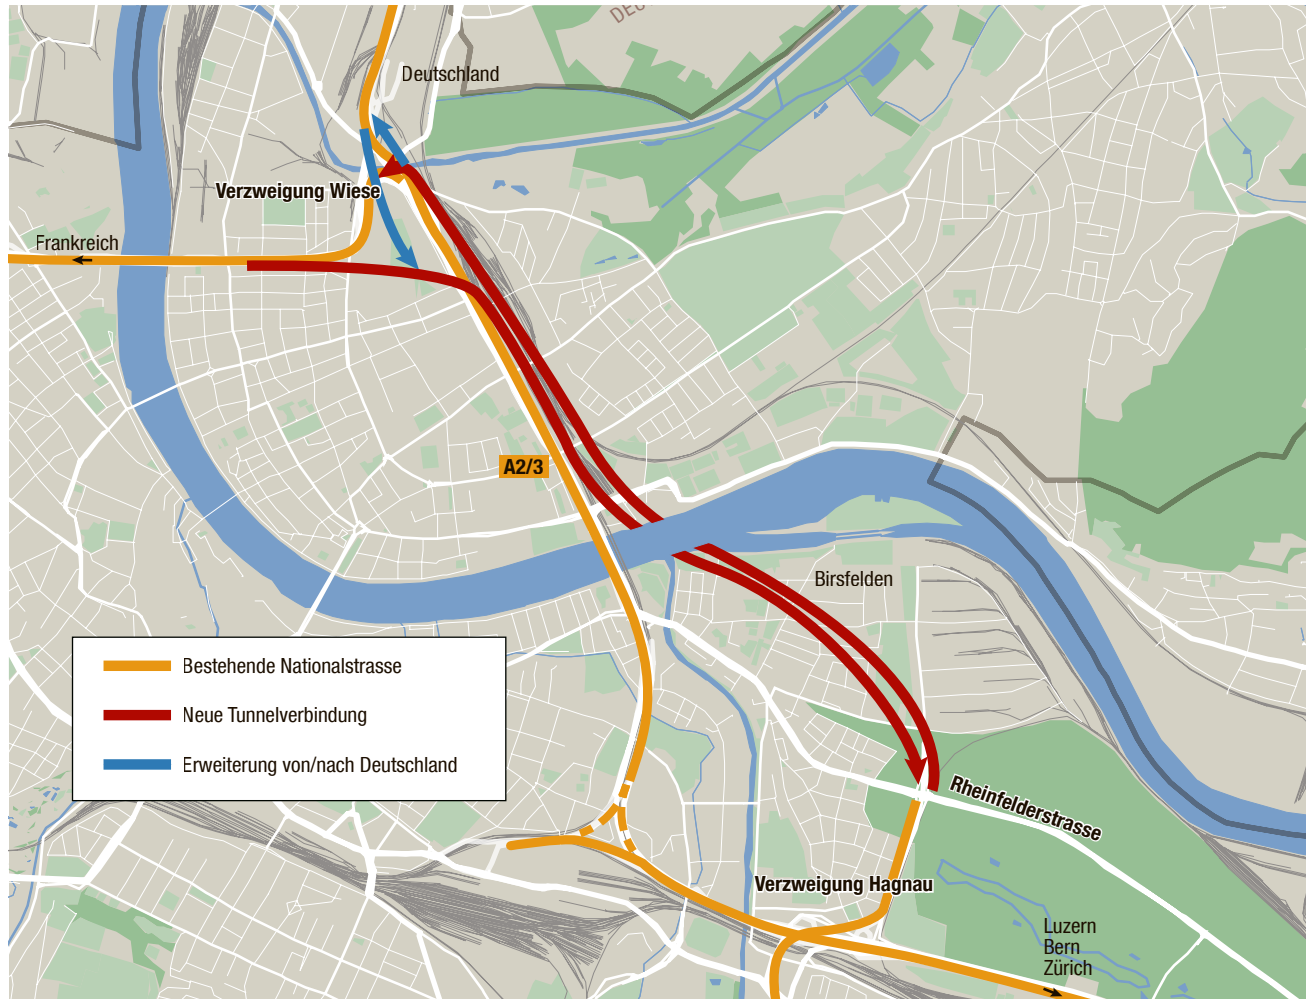 Deutschland
Verzweigung Wiese
Frankreich
A2/3
Birsfelden
Bestehende Nationalstrasse
Neue Tunnelverbindung
Erweiterung von/nach Deutschland
Rheinfelderstrasse
Verzweigung Hagnau
Luzern
Bern
Zürich